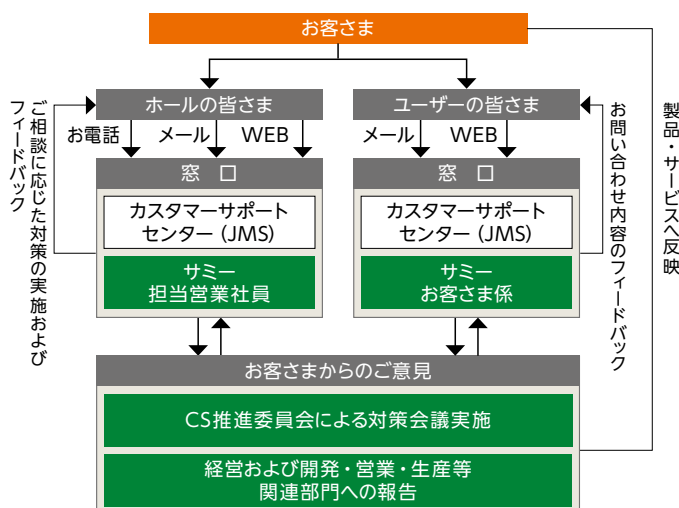 お客さま
ホールの皆さま
ユーザーの皆さま
お電話
メール
WEB
メール
WEB
窓 口
窓 口
カスタマーサポート
センター(JMS)
カスタマーサポート
センター(JMS)
サミー
担当営業社員
サミー
お客さま係
ご相談に応じた対策の実施および
フィードバック
お問い合わせ内容のフィードバック
製品・サービスへ反映
お客さまからのご意見
CS推進委員会による対策会議実施
経営および開発・営業・生産等
関連部門への報告